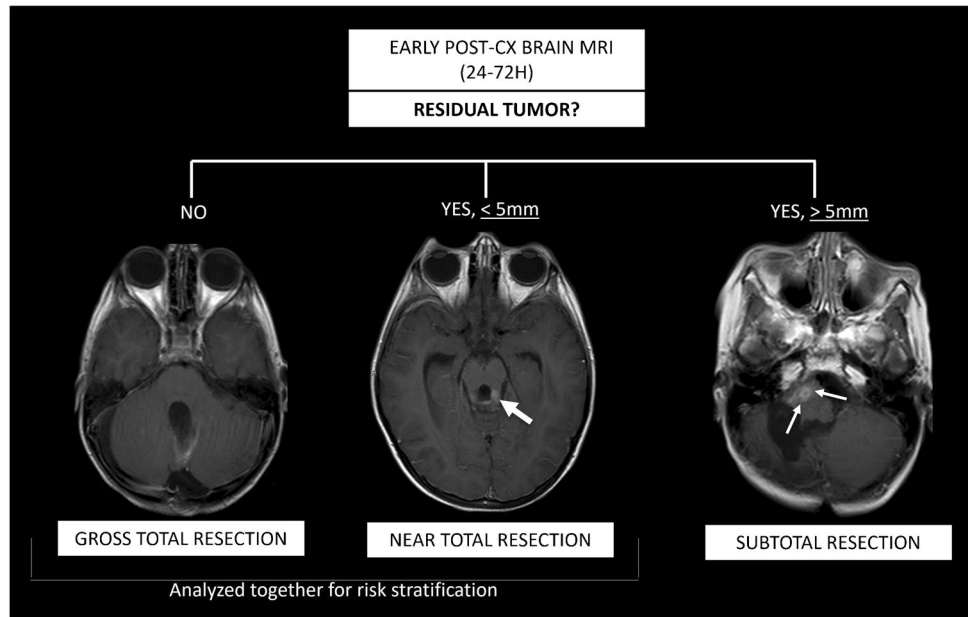 EARLY POST-CX BRAIN MRI
(24-72H)
RESIDUAL TUMOR?
NO
YES, < 5mm
YES, > 5mm
GROSS TOTAL RESECTION
NEAR TOTAL RESECTION
SUBTOTAL RESECTION
Analyzed together for risk stratification